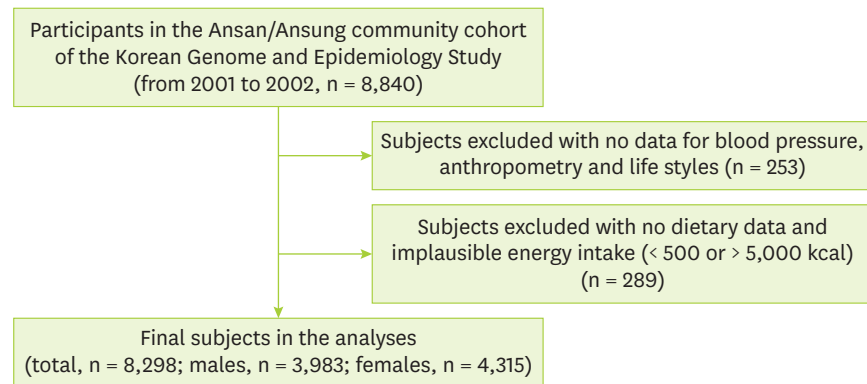 Participants in the Ansan/Ansung community cohort
of the Korean Genome and Epidemiology Study
(from 2001 to 2002, n = 8,840)
Subjects excluded with no data for blood pressure,
anthropometry and life styles (n = 253)
Subjects excluded with no dietary data and
implausible energy intake (< 500 or > 5,000 kcal)
(n = 289)
Final subjects in the analyses
(total, n = 8,298; males, n = 3,983; females, n = 4,315)